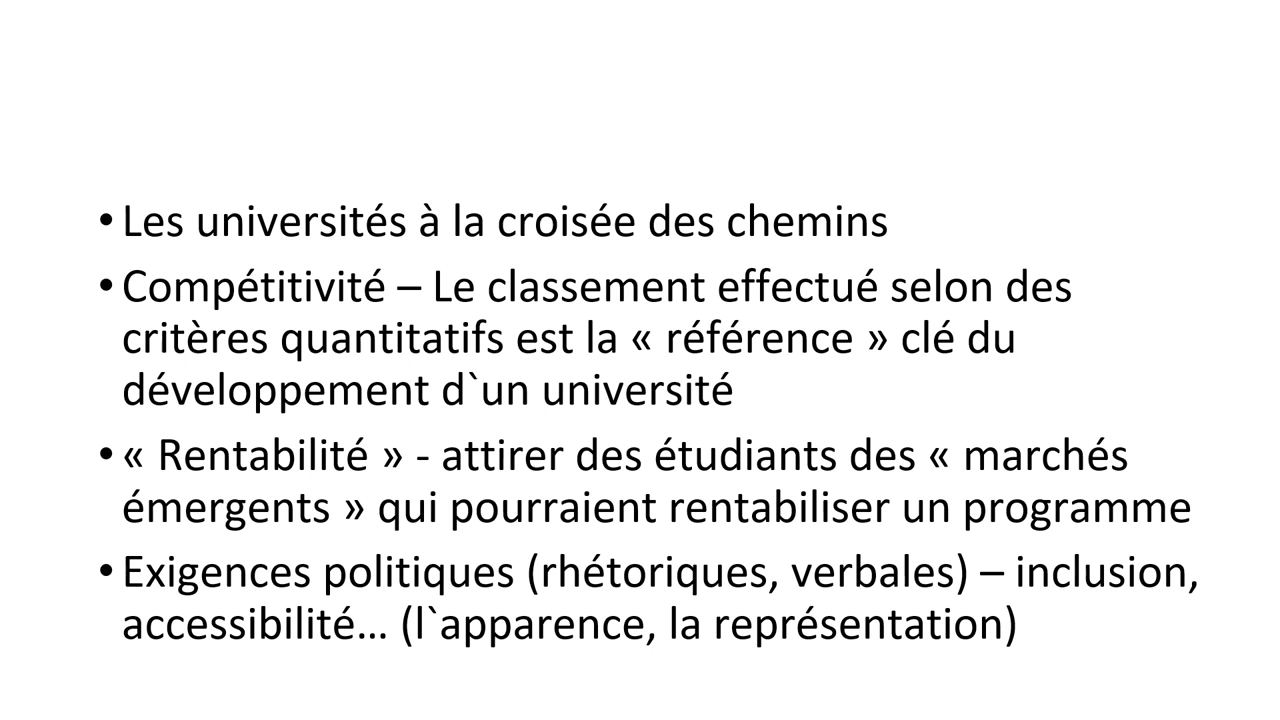 • Les universités à la croisée des chemins
• Compétitivité – Le classement effectué selon des
critères quantitatifs est la « référence » clé du
développement d`un université
• « Rentabilité » - attirer des étudiants des « marchés
émergents » qui pourraient rentabiliser un programme
• Exigences politiques (rhétoriques, verbales) – inclusion,
accessibilité… (l`apparence, la représentation)